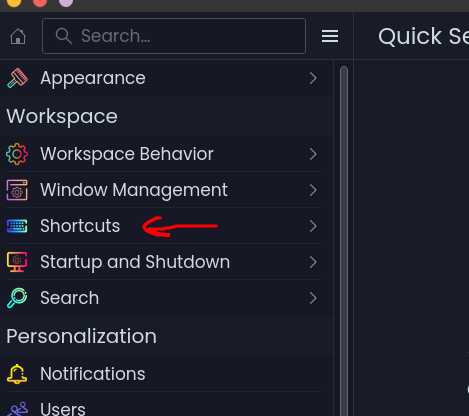 Search...
Quick Se
Appearance
Workspace
Workspace Behavior
Window Management
Shortcuts
Startup and Shutdown
Search
Personalization
Notifications
Users